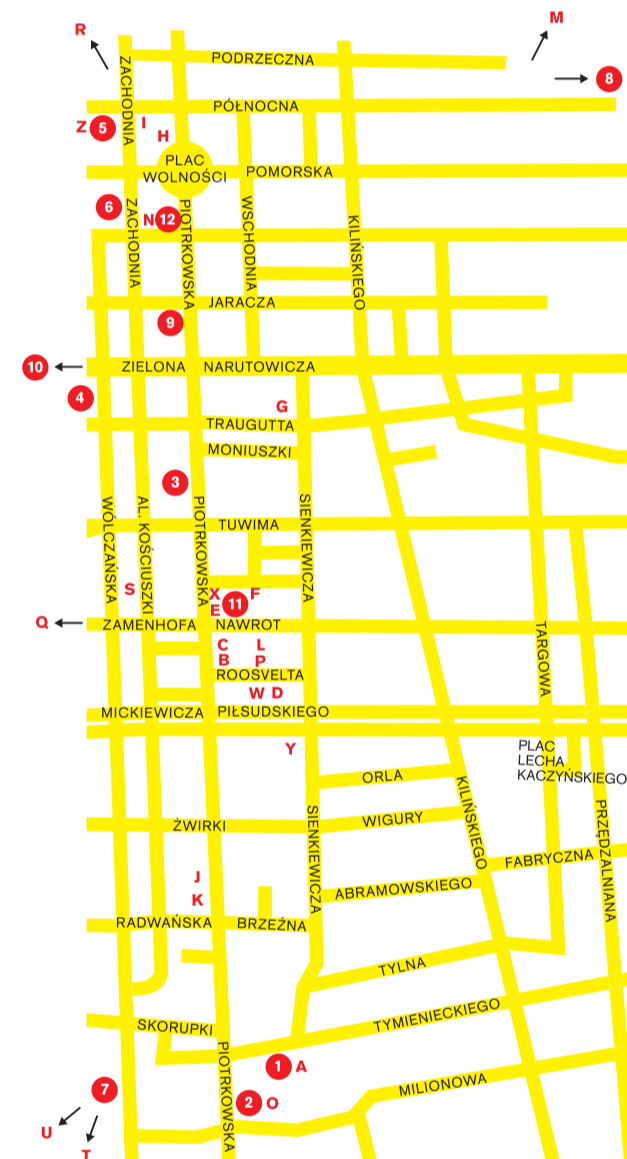 M
R
PODRZECZNA
8
ZACHODNIA
PÓŁNOCNA
Z 5 I
H
PLAC
WOLNOŚCI
POMORSKA
6
ZACHODNIA
N 12
PIOTRKOWSKA
WSCHODNIA
KILIŃSKIEGO
JARACZA
9
10
ZIELONA NARUTOWICZA
4
G
TRAUGUTTA
MONIUSZKI
3
WÓLCZAŃSKA
AL. KOŚCIUSZKI
PIOTRKOWSKA
SIENKIEWICZA
TUWIMA
S
X 11 F
E
Q
ZAMENHOFA NAWROT
TARGOWA
C L
B P
ROOSVELTA
W D
MICKIEWICZA PIŁSUDSKIEGO
Y
PLAC
LECHA
KACZYŃSKIEGO
ORLA
KILIŃSKIEGO
PRZĘDZALNIANA
SIENKIEWICZA
ŻWIRKI
WIGURY
FABRYCZNA
J
ABRAMOWSKIEGO
K
RADWAŃSKA BRZEŹNA
TYLNA
TYMIENIECKIEGO
SKORUPKI
PIOTRKOWSKA
1 A
7
MILIONOWA
2 O
U
T